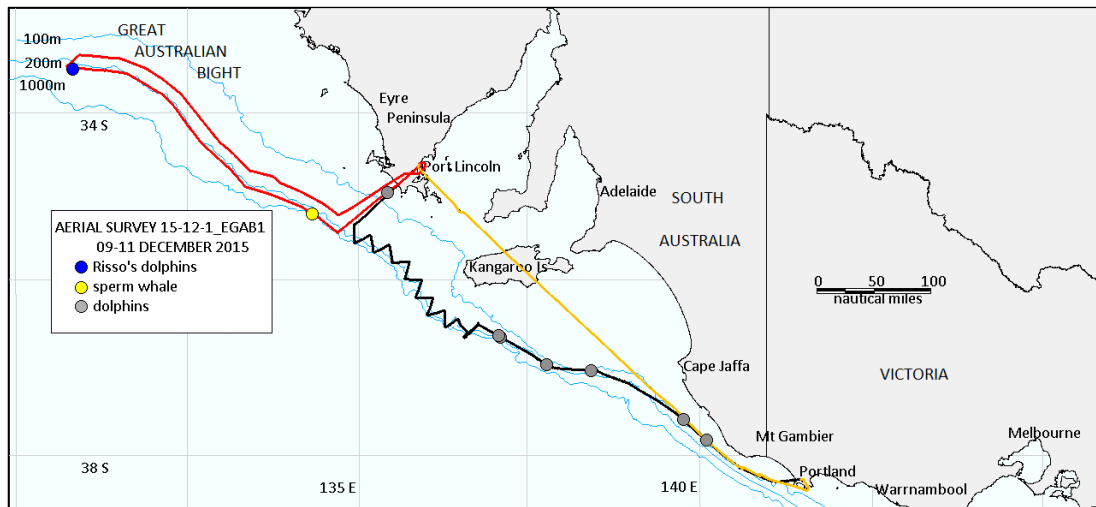 100m
GREAT
AUSTRALIAN
BIGHT
200m
1000m
Eyre
Peninsula
34 S
Port Lincoln
Adelaide
SOUTH
AUSTRALIA
AERIAL SURVEY 15-12-1_EGAB1
09-11 DECEMBER 2015
Risso's dolphins
sperm whale
dolphins
Kangaroo Is
0 50 100
nautical miles
Cape Jaffa
VICTORIA
Mt Gambier
Melbourne
38 S
135 E
140 E
Portland
Warrnambool